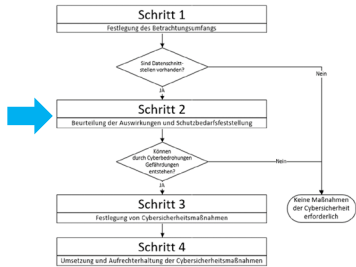 Schritt 1
Festlegung des Betrachtungsumfangs
Sind Datenschnitt-
stellen vorhanden?
Nein
JA
Schritt 2
Beurteilung der Auswirkungen und Schutzbedarfsfeststellung
Können
durch Cyberbedrohungen
Gefährdungen
entstehen?
Nein
JA
Schritt 3
Festlegung von Cybersicherheitsmaßnahmen
Keine Maßnahmen
der Cybersicherheit
erforderlich
Schritt 4
Umsetzung und Aufrechterhaltung der Cybersicherheitsmaßnahmen